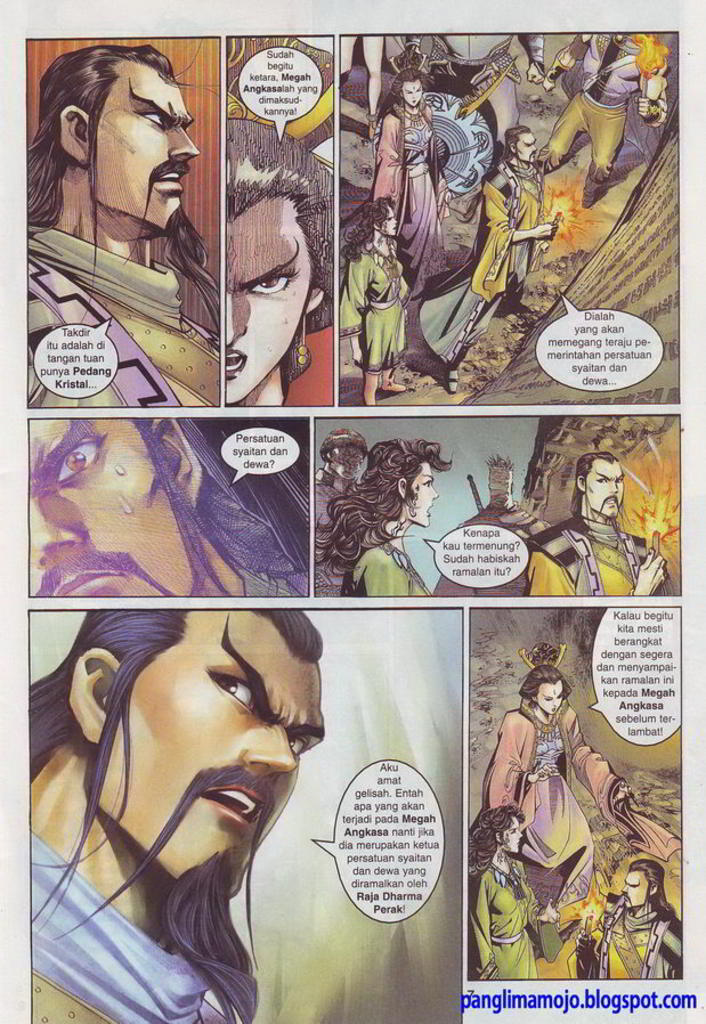 Takdir
itu adalah di
tangan tuan
punya Pedang
Kristal...
Sudah
begitu
ketara, Megah
Angkasalah yang
dimaksud-
kannya!
Dialah
yang akan
memegang teraju pe-
merintahan persatuan
syaitan dan
dewa...
Persatuan
syaitan dan
dewa?
Kenapa
kau termenung?
Sudah habiskah
ramalan itu?
Aku
amat
gelisah. Entah
apa yang akan
terjadi pada Megah
Angkasa nanti jika
dia merupakan ketua
persatuan syaitan
dan dewa yang
diramalkan oleh
Raja Dharma
Perak!
Kalau begitu
kita mesti
berangkat
dengan segera
dan menyampai-
kan ramalan ini
kepada Megah
Angkasa
sebelum ter-
lambat!
7
panglimamojo.blogspot.com